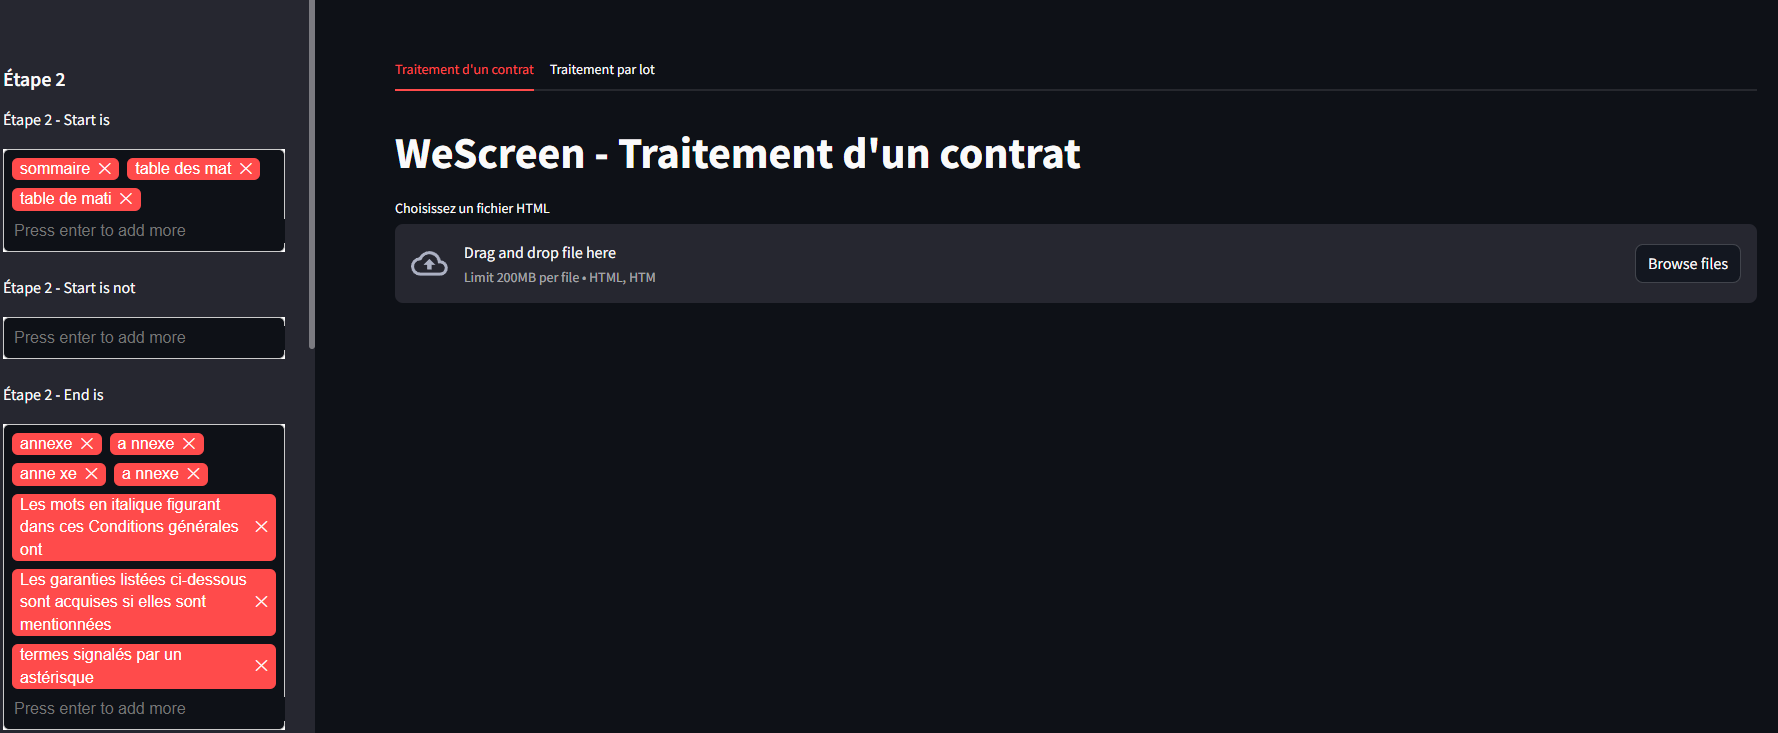 Étape 2
Étape 2 - Start is
sommaire
table des mat
table de mati
Press enter to add more
Étape 2 - Start is not
Press enter to add more
Étape 2 - End is
annexe
a nnexe
anne xe
a nnexe
Les mots en italique figurant
dans ces Conditions générales
ont
Les garanties listées ci-dessous
sont acquises si elles sont
mentionnées
termes signalés par un
astérisque
Press enter to add more
Traitement d'un contrat
Traitement par lot
WeScreen - Traitement d'un contrat
Choisissez un fichier HTML
Drag and drop file here
Limit 200MB per file • HTML, HTM
Browse files